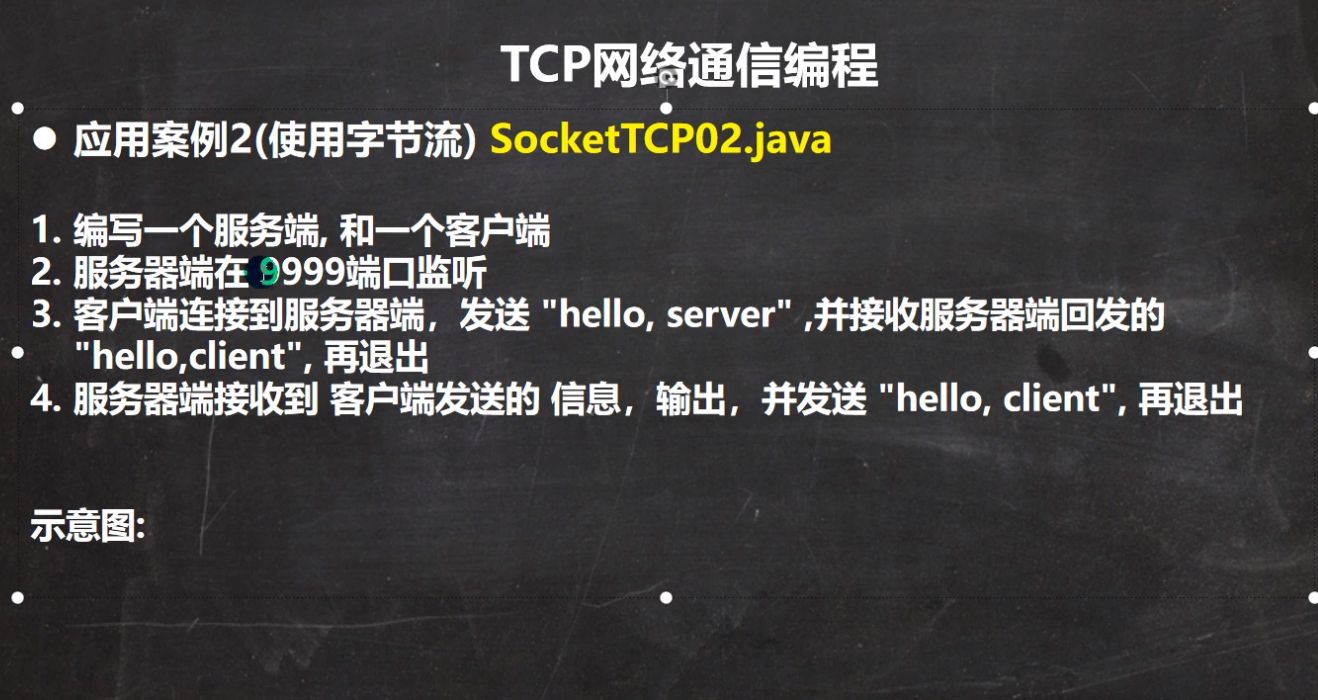 TCP网络通信编程
● 应用案例2(使用字节流) SocketTCP02.java
1. 编写一个服务端, 和一个客户端
2. 服务器端在 9999端口监听
3. 客户端连接到服务器端，发送 "hello, server" ,并接收服务器端回发的
"hello,client", 再退出
4. 服务器端接收到 客户端发送的 信息，输出，并发送 "hello, client", 再退出
示意图: